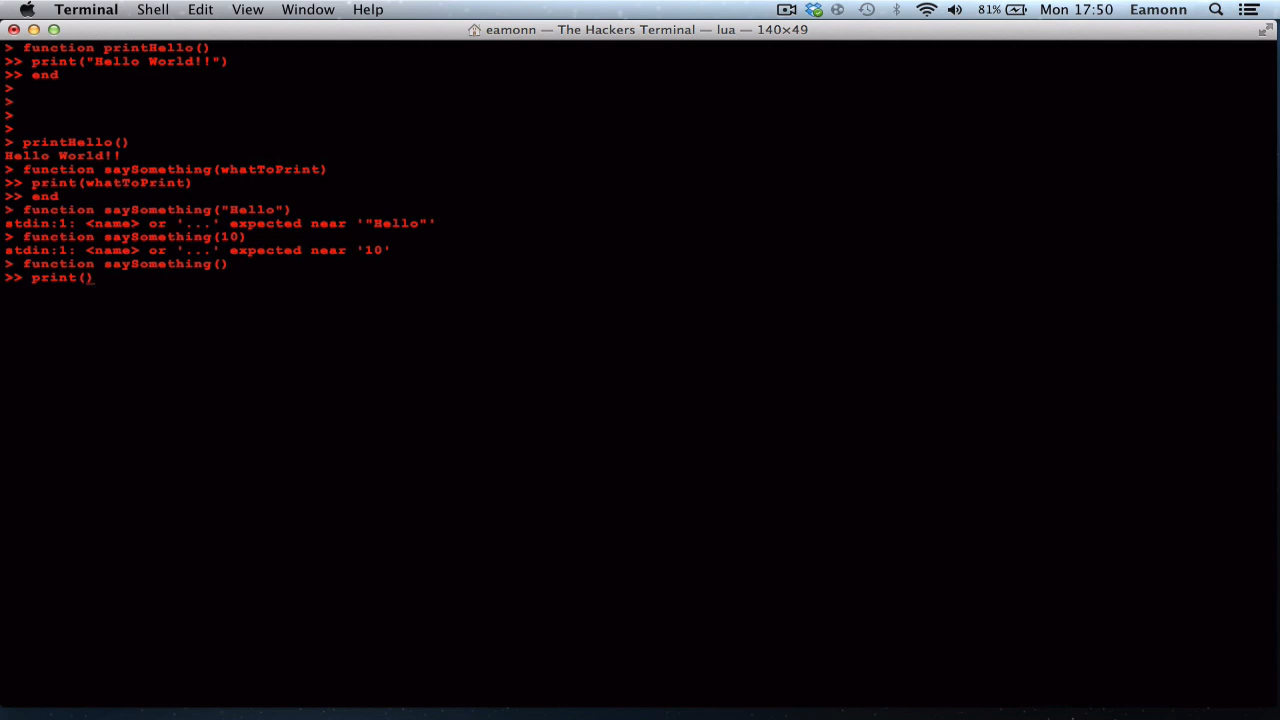 Terminal Shell Edit View Window Help 81% Mon 17:50 Eamonn
eamonn — The Hackers Terminal — lua — 140×49
> function printHello()
>> print("Hello World!!")
>> end
>
>
>
>
> printHello()
Hello World!!
> function saySomething(whatToPrint)
>> print(whatToPrint)
>> end
> function saySomething("Hello")
stdin:1: <name> or '...' expected near '"Hello"'
> function saySomething(10)
stdin:1: <name> or '...' expected near '10'
> function saySomething()
>> print()